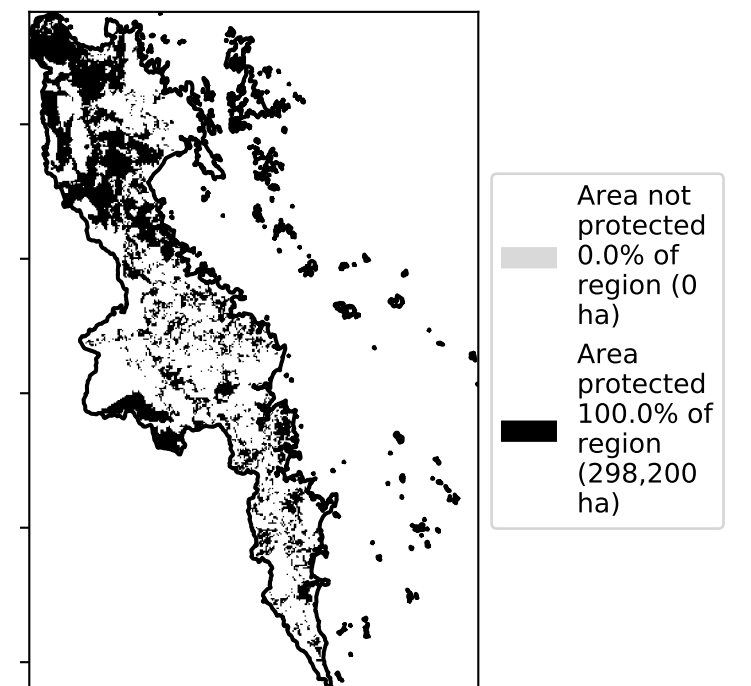 Area not
protected
0.0% of
region (0
ha)
Area
protected
100.0% of
region
(298,200
ha)